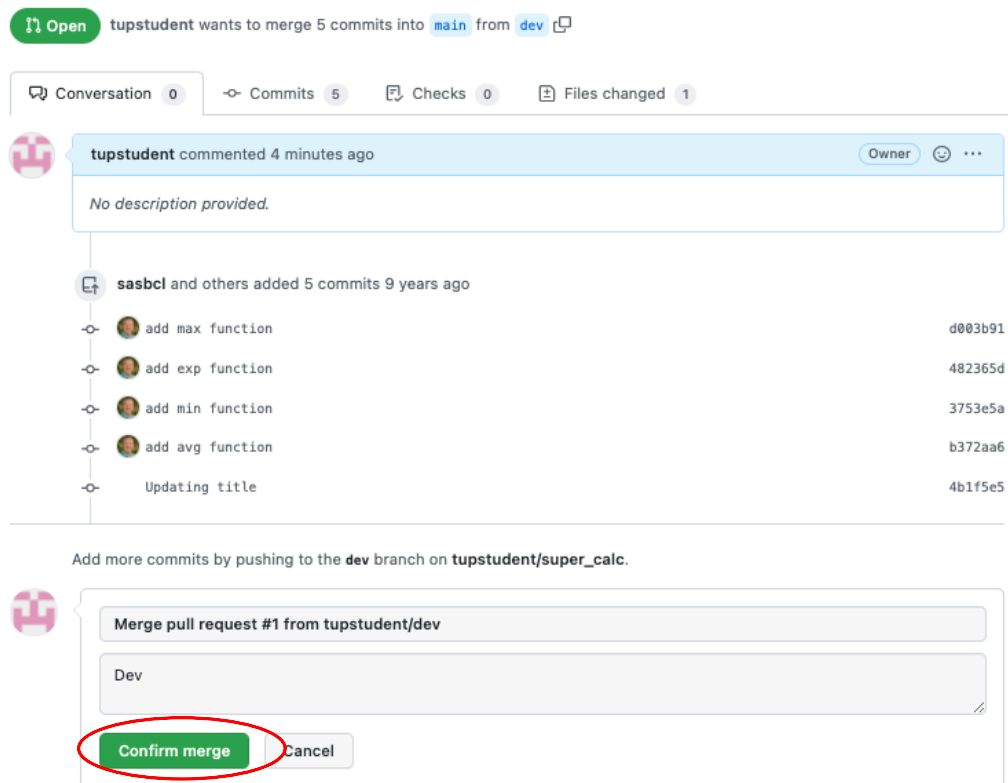 Open tupstudent wants to merge 5 commits into main from dev
Conversation 0 Commits 5 Checks 0 Files changed 1
tupstudent commented 4 minutes ago Owner ...
No description provided.
sasbcl and others added 5 commits 9 years ago
add max function d003b91
add exp function 482365d
add min function 3753e5a
add avg function b372aa6
Updating title 4b1f5e5
Add more commits by pushing to the dev branch on tupstudent/super_calc.
Merge pull request #1 from tupstudent/dev
Dev
Confirm merge Cancel